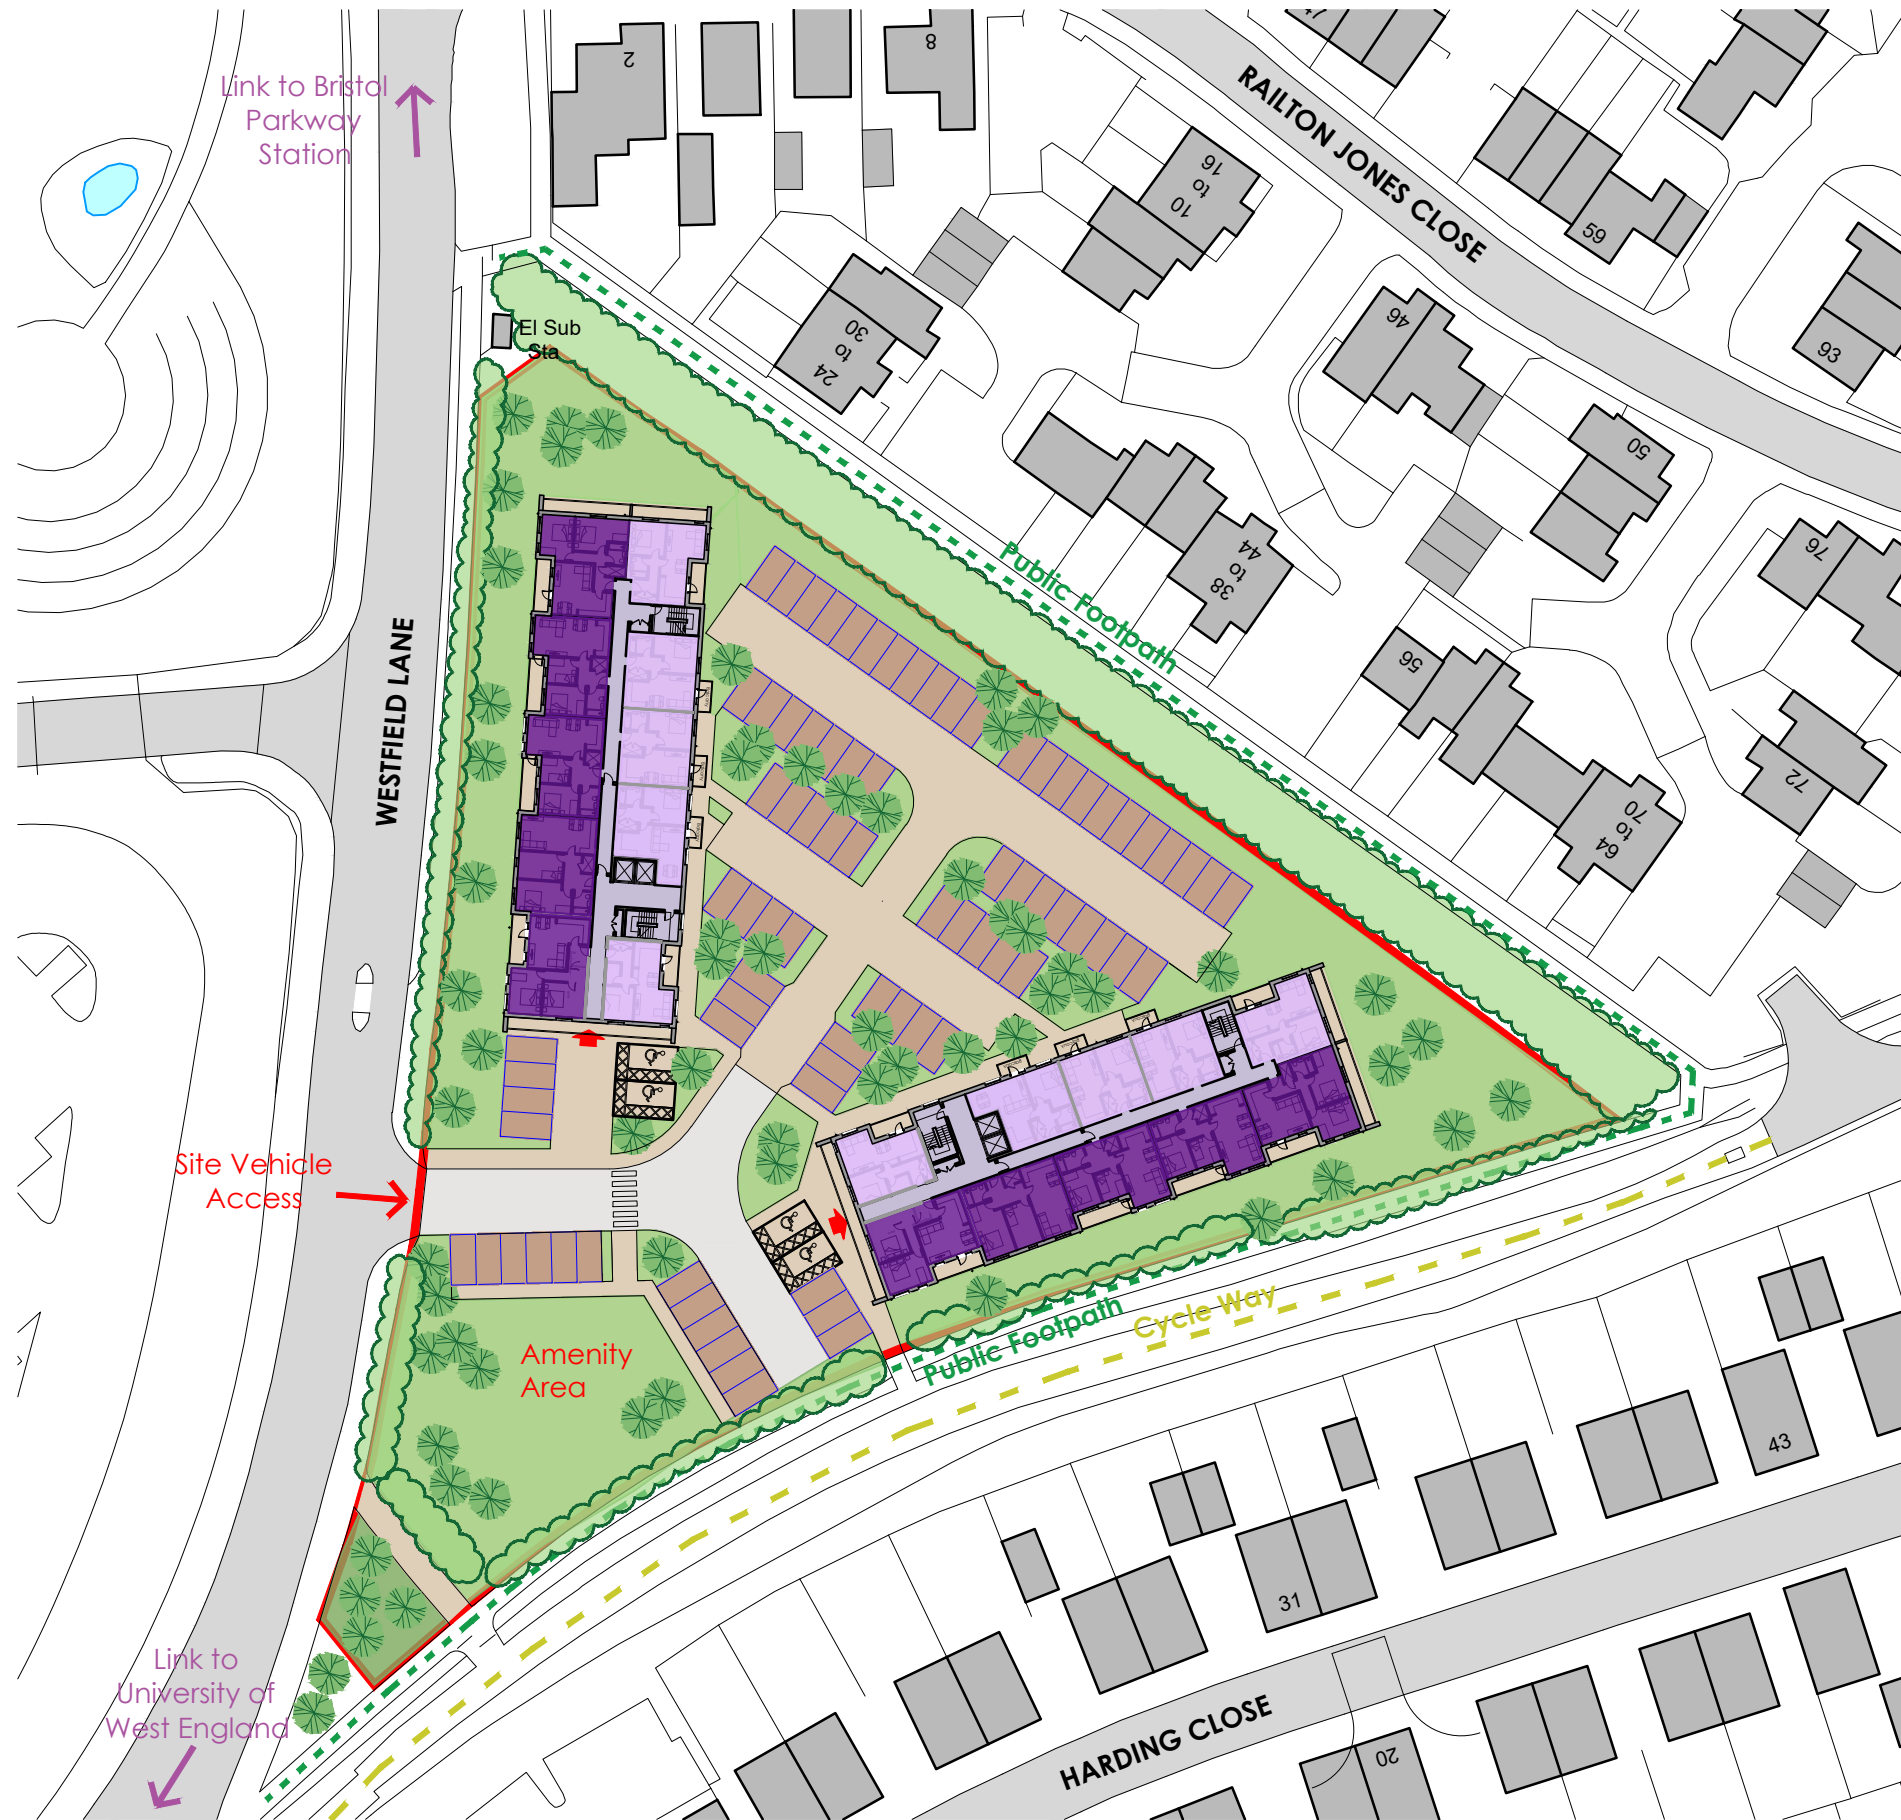 47
2
8
Link to Bristol
Parkway
Station
RAILTON JONES CLOSE
16
to
10
59
El Sub
Sta
30
to
24
46
93
50
44
to
38
76
Public Footpath
WESTFIELD LANE
56
72
70
to
64
Site Vehicle
Access
Amenity
Area
Public Footpath
Cycle Way
43
31
Link to
University of
West England
HARDING CLOSE
20